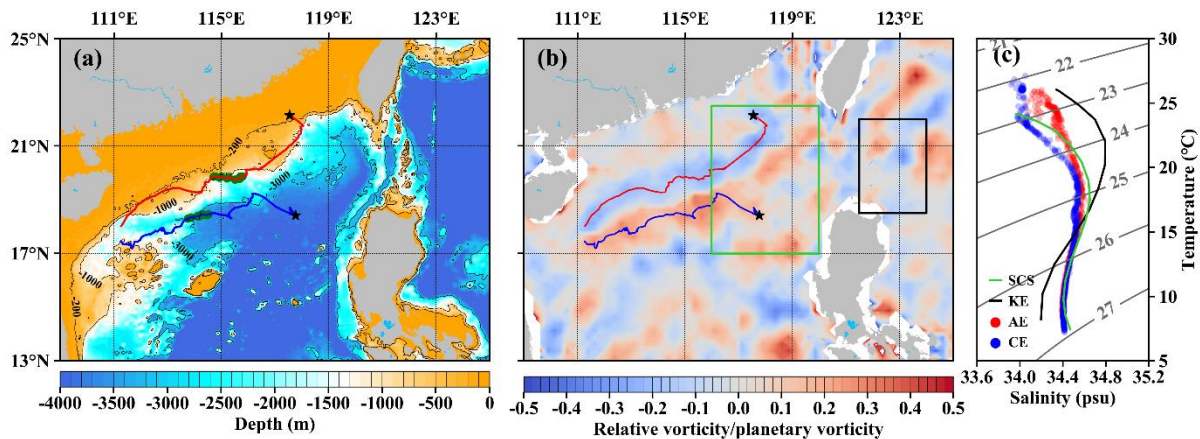 111°E 115°E 119°E 123°E
111°E 115°E 119°E 123°E
25°N
21°N
17°N
13°N
(a)
-200
-3000
-1000
-3000
-1000
-200
(b)
(c)
21
22
23
24
25
26
27
SCS
KE
AE
CE
30
25
20
15
10
5
Temperature (°C)
33.6 34.0 34.4 34.8 35.2
Salinity (psu)
-4000 -3500 -3000 -2500 -2000 -1500 -1000 -500 0
Depth (m)
-0.5 -0.4 -0.3 -0.2 -0.1 0.0 0.1 0.2 0.3 0.4 0.5
Relative vorticity/planetary vorticity